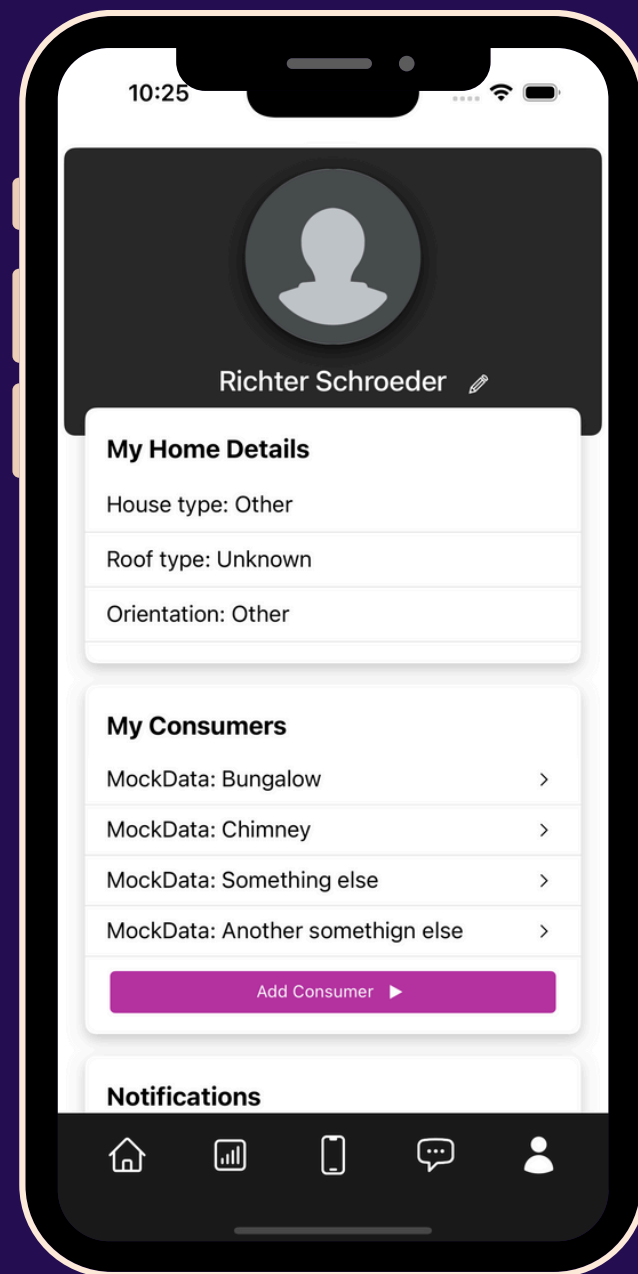 10:25
Richter Schroeder
My Home Details
House type: Other
Roof type: Unknown
Orientation: Other
My Consumers
MockData: Bungalow
MockData: Chimney
MockData: Something else
MockData: Another somethign else
Add Consumer
Notifications